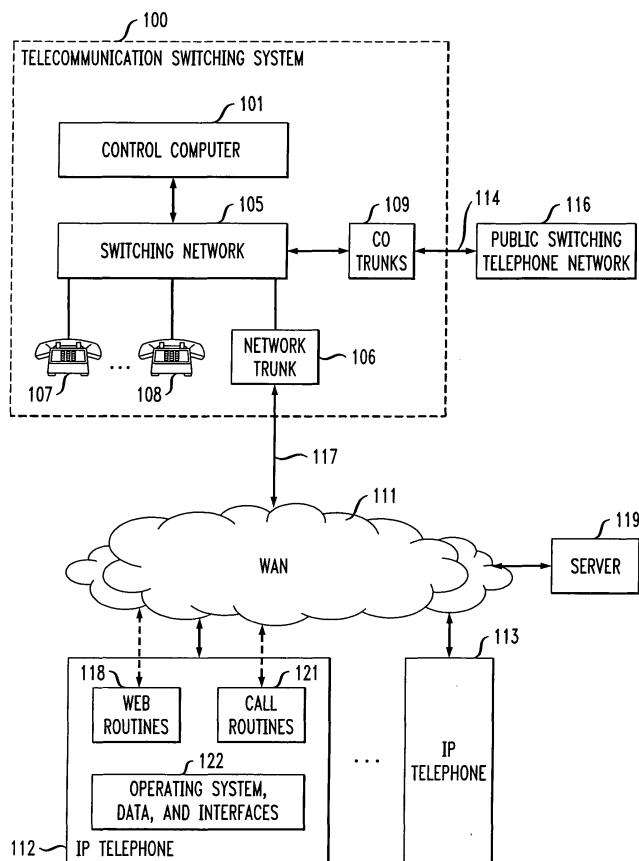 100
TELECOMMUNICATION SWITCHING SYSTEM
101
CONTROL COMPUTER
105
SWITCHING NETWORK
109
CO
TRUNKS
114
116
PUBLIC SWITCHING
TELEPHONE NETWORK
107
...
108
NETWORK
TRUNK
106
117
111
WAN
119
SERVER
118
WEB
ROUTINES
121
CALL
ROUTINES
122
OPERATING SYSTEM,
DATA, AND INTERFACES
112
IP TELEPHONE
...
113
IP
TELEPHONE